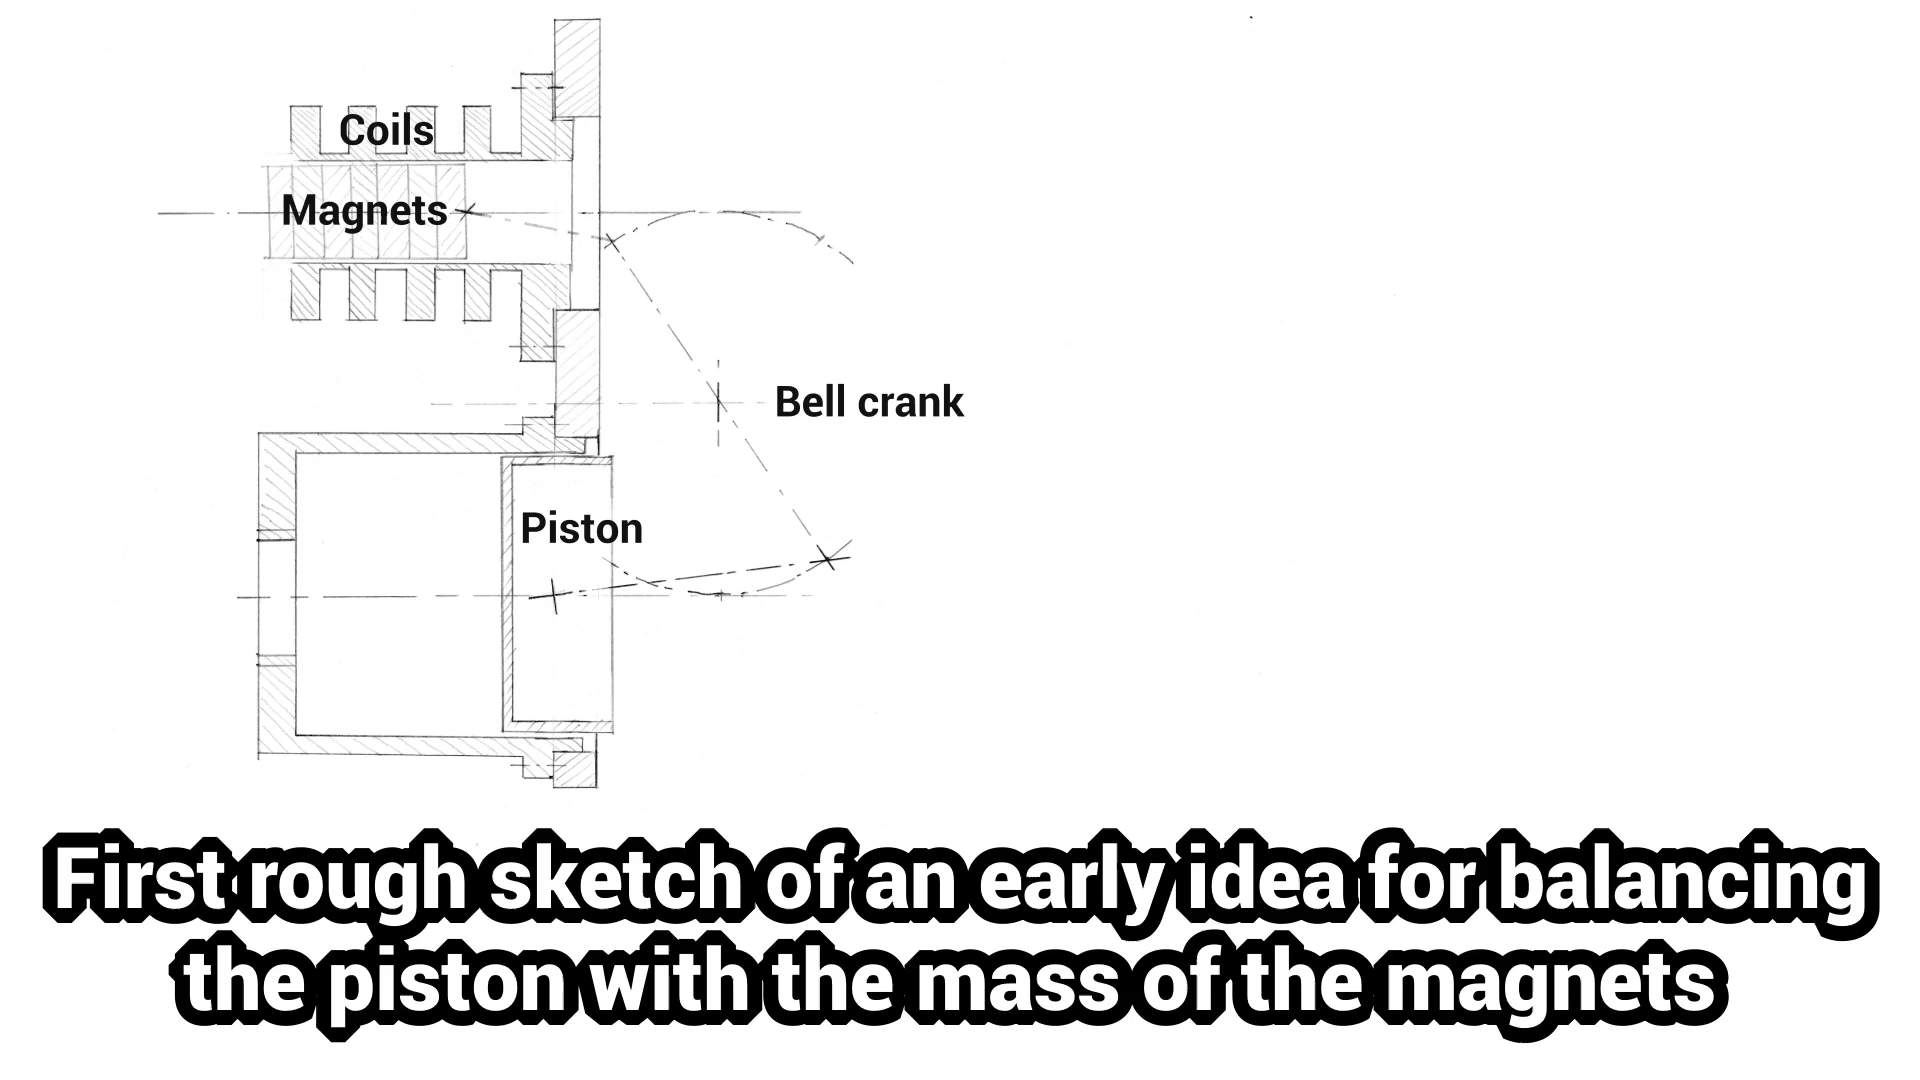 Coils
Magnets
Bell crank
Piston
First rough sketch of an early idea for balancing
the piston with the mass of the magnets